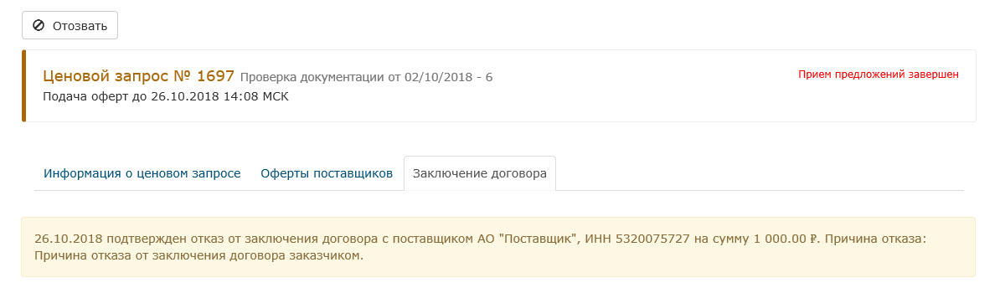 Отозвать
Ценовой запрос № 1697 Проверка документации от 02/10/2018 - 6
Прием предложений завершен
Подача оферт до 26.10.2018 14:08 МСК
Информация о ценовом запросе Оферты поставщиков Заключение договора
26.10.2018 подтвержден отказ от заключения договора с поставщиком АО "Поставщик", ИНН 5320075727 на сумму 1 000.00 ₽. Причина отказа:
Причина отказа от заключения договора заказчиком.